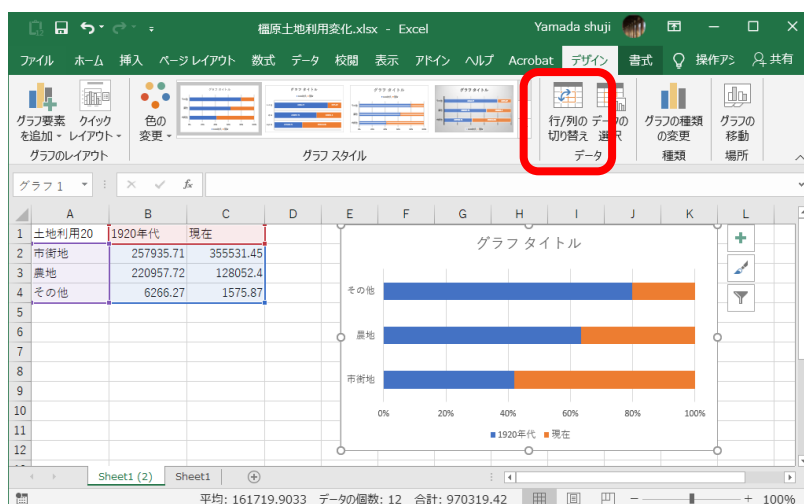 橿原土地利用変化.xlsx - Excel
Yamada shuji
ファイル ホーム 挿入 ページ レイアウト 数式 データ 校閲 表示 アドイン ヘルプ Acrobat デザイン 書式 操作アシ 共有
グラフ要素を追加 クイックレイアウト 色の変更 行/列の切り替え データの選択 グラフの種類の変更 グラフの移動
グラフのレイアウト グラフ スタイル データ 種類 場所
グラフ 1 fx
A B C D E F G H I J K L
1 土地利用20 1920年代 現在
2 市街地 257935.71 355531.45
3 農地 220957.72 128052.4
4 その他 6266.27 1575.87
5
6
7
8
9
10
11
12
グラフ タイトル
その他
農地
市街地
0% 20% 40% 60% 80% 100%
1920年代 現在
Sheet1 (2) Sheet1
平均: 161719.9033 データの個数: 12 合計: 970319.42 100%